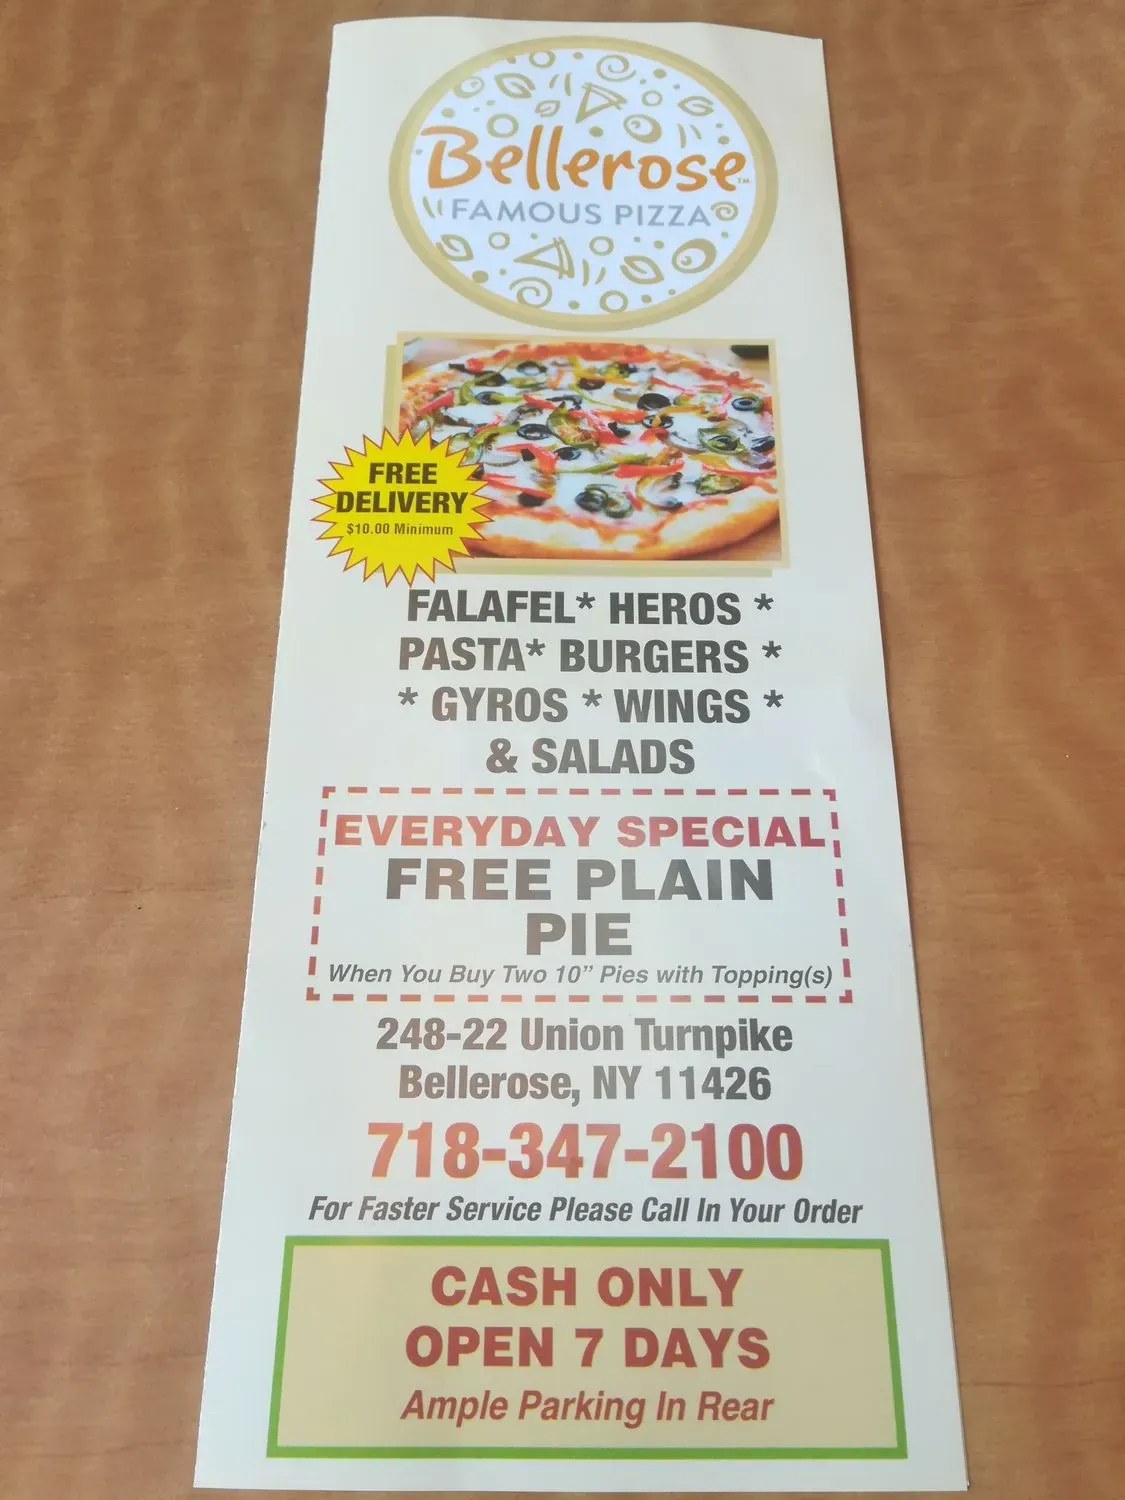 Bellerose™
FAMOUS PIZZA
FREE
DELIVERY
$10.00 Minimum
FALAFEL* HEROS *
PASTA* BURGERS *
* GYROS * WINGS *
& SALADS
EVERYDAY SPECIAL
FREE PLAIN
PIE
When You Buy Two 10” Pies with Topping(s)
248-22 Union Turnpike
Bellerose, NY 11426
718-347-2100
For Faster Service Please Call In Your Order
CASH ONLY
OPEN 7 DAYS
Ample Parking In Rear